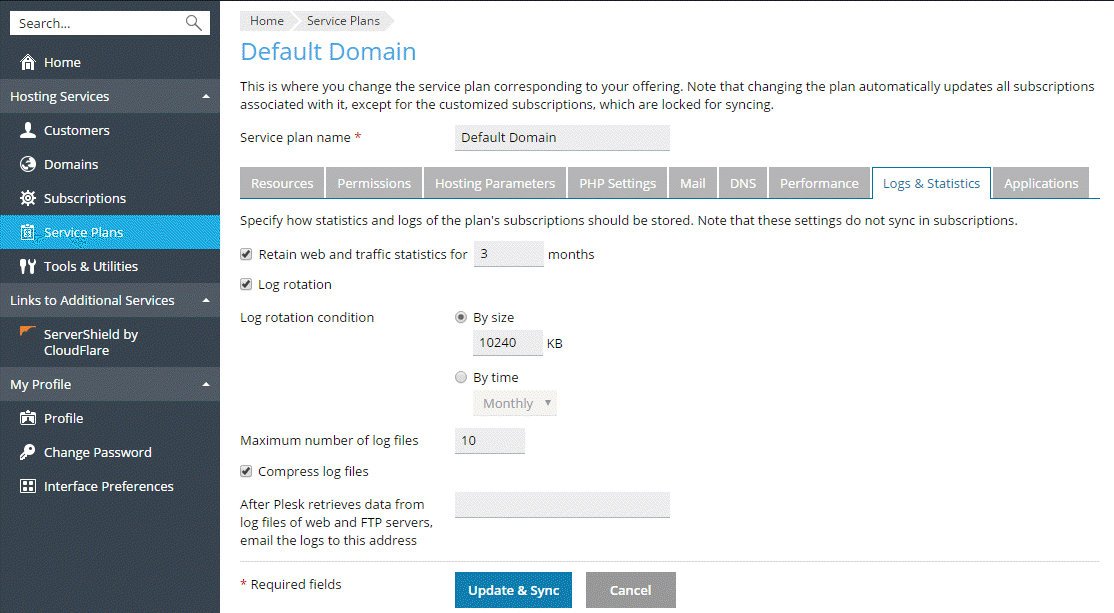 Search...
Home
Hosting Services
Customers
Domains
Subscriptions
Service Plans
Tools & Utilities
Links to Additional Services
ServerShield by
CloudFlare
My Profile
Profile
Change Password
Interface Preferences
Home Service Plans
Default Domain
This is where you change the service plan corresponding to your offering. Note that changing the plan automatically updates all subscriptions
associated with it, except for the customized subscriptions, which are locked for syncing.
Service plan name * Default Domain
Resources Permissions Hosting Parameters PHP Settings Mail DNS Performance Logs & Statistics Applications
Specify how statistics and logs of the plan's subscriptions should be stored. Note that these settings do not sync in subscriptions.
Retain web and traffic statistics for 3 months
Log rotation
Log rotation condition By size
10240 KB
By time
Monthly
Maximum number of log files 10
Compress log files
After Plesk retrieves data from
log files of web and FTP servers,
email the logs to this address
* Required fields Update & Sync Cancel